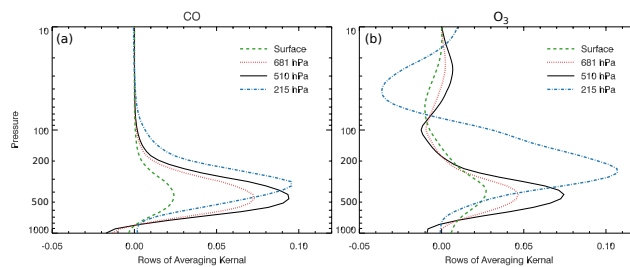 CO
O3
(a)
Surface
681 hPa
510 hPa
215 hPa
(b)
Surface
681 hPa
510 hPa
215 hPa
Pressure
10
100
200
500
1000
10
100
200
500
1000
-0.05
0.00
0.05
0.10
-0.05
0.00
0.05
0.10
Rows of Averaging Kernal
Rows of Averaging Kernal